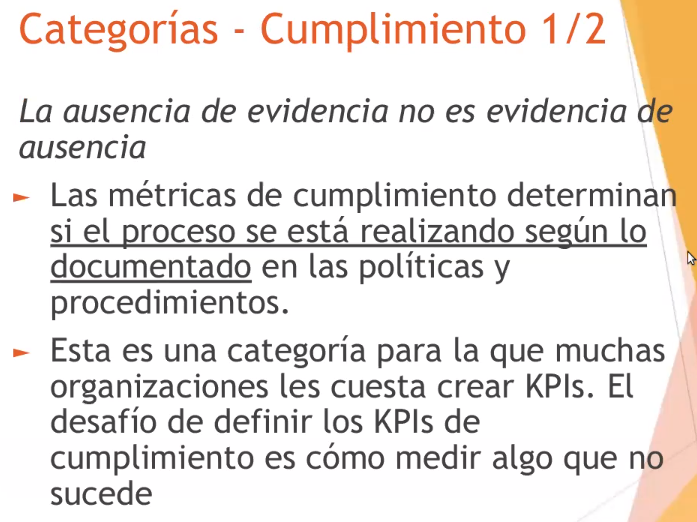 Categorías - Cumplimiento 1/2
La ausencia de evidencia no es evidencia de
ausencia
► Las métricas de cumplimiento determinan
si el proceso se está realizando según lo
documentado en las políticas y
procedimientos.
► Esta es una categoría para la que muchas
organizaciones les cuesta crear KPIs. El
desafío de definir los KPIs de
cumplimiento es cómo medir algo que no
sucede